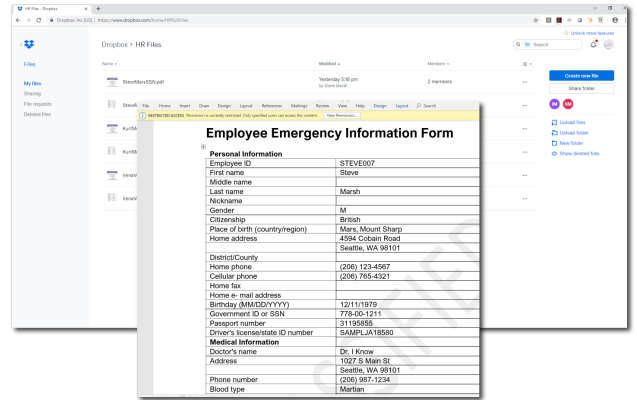 HR Files - Dropbox
Dropbox, Inc [US] | https://www.dropbox.com/home/HR%20Files
Unlock more features
Dropbox > HR Files
Search
Files
Name
Modified
Members
Create new file
My files
SteveMarsSSN.pdf
Yesterday 5:18 pm
by Steve Marsh
2 members
Share folder
Sharing
File requests
Deleted files
IM SM
File Home Insert Draw Design Layout References Mailings Review View Help Design Layout Search
RESTRICTED ACCESS Permission is currently restricted. Only specified users can access this content. View Permission...
Upload files
Upload folder
New folder
Show deleted files
Employee Emergency Information Form
Personal Information
Employee ID STEVE007
First name Steve
Middle name
Last name Marsh
Nickname
Gender M
Citizenship British
Place of birth (country/region) Mars, Mount Sharp
Home address 4594 Cobain Road
Seattle, WA 98101
District/County
Home phone (206) 123-4567
Cellular phone (206) 765-4321
Home fax
Home e- mail address
Birthday (MM/DD/YYYY) 12/11/1979
Government ID or SSN 778-00-1211
Passport number 31195855
Driver's license/state ID number SAMPLJA18580
Medical Information
Doctor's name Dr. I Know
Address 1027 S Main St
Seattle, WA 98101
Phone number (206) 987-1234
Blood type Martian